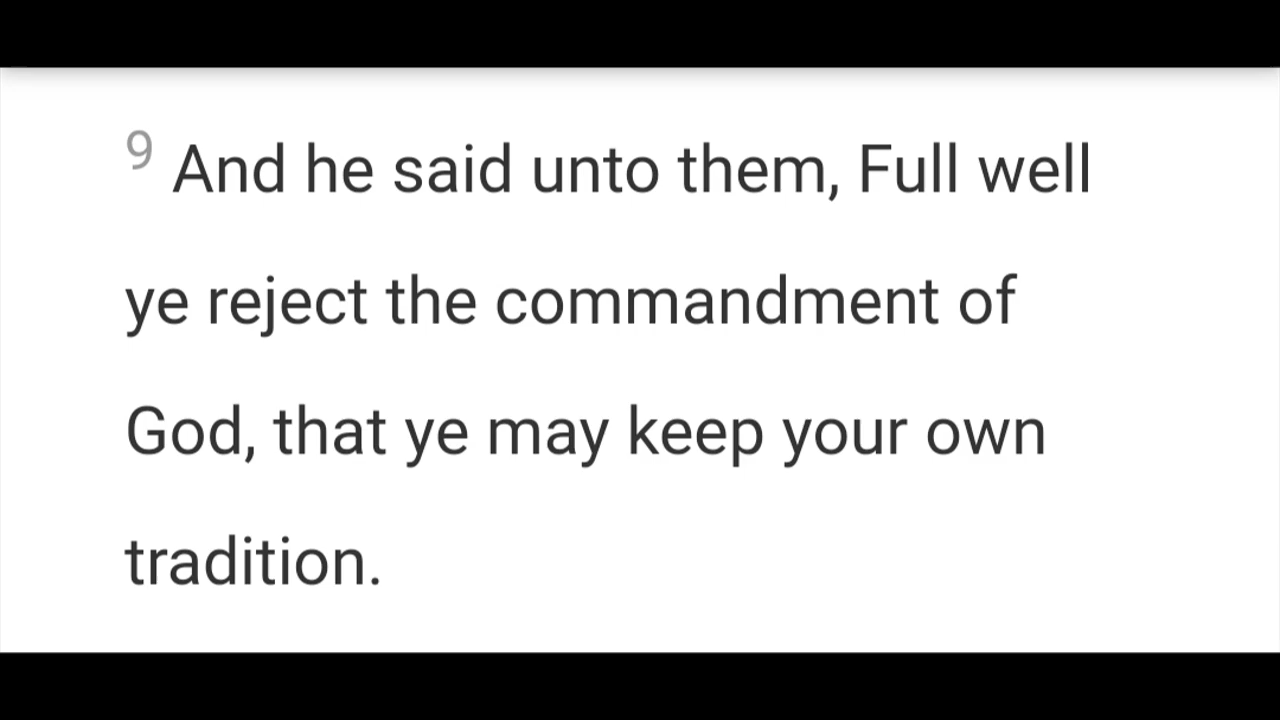 9 And he said unto them, Full well
ye reject the commandment of
God, that ye may keep your own
tradition.